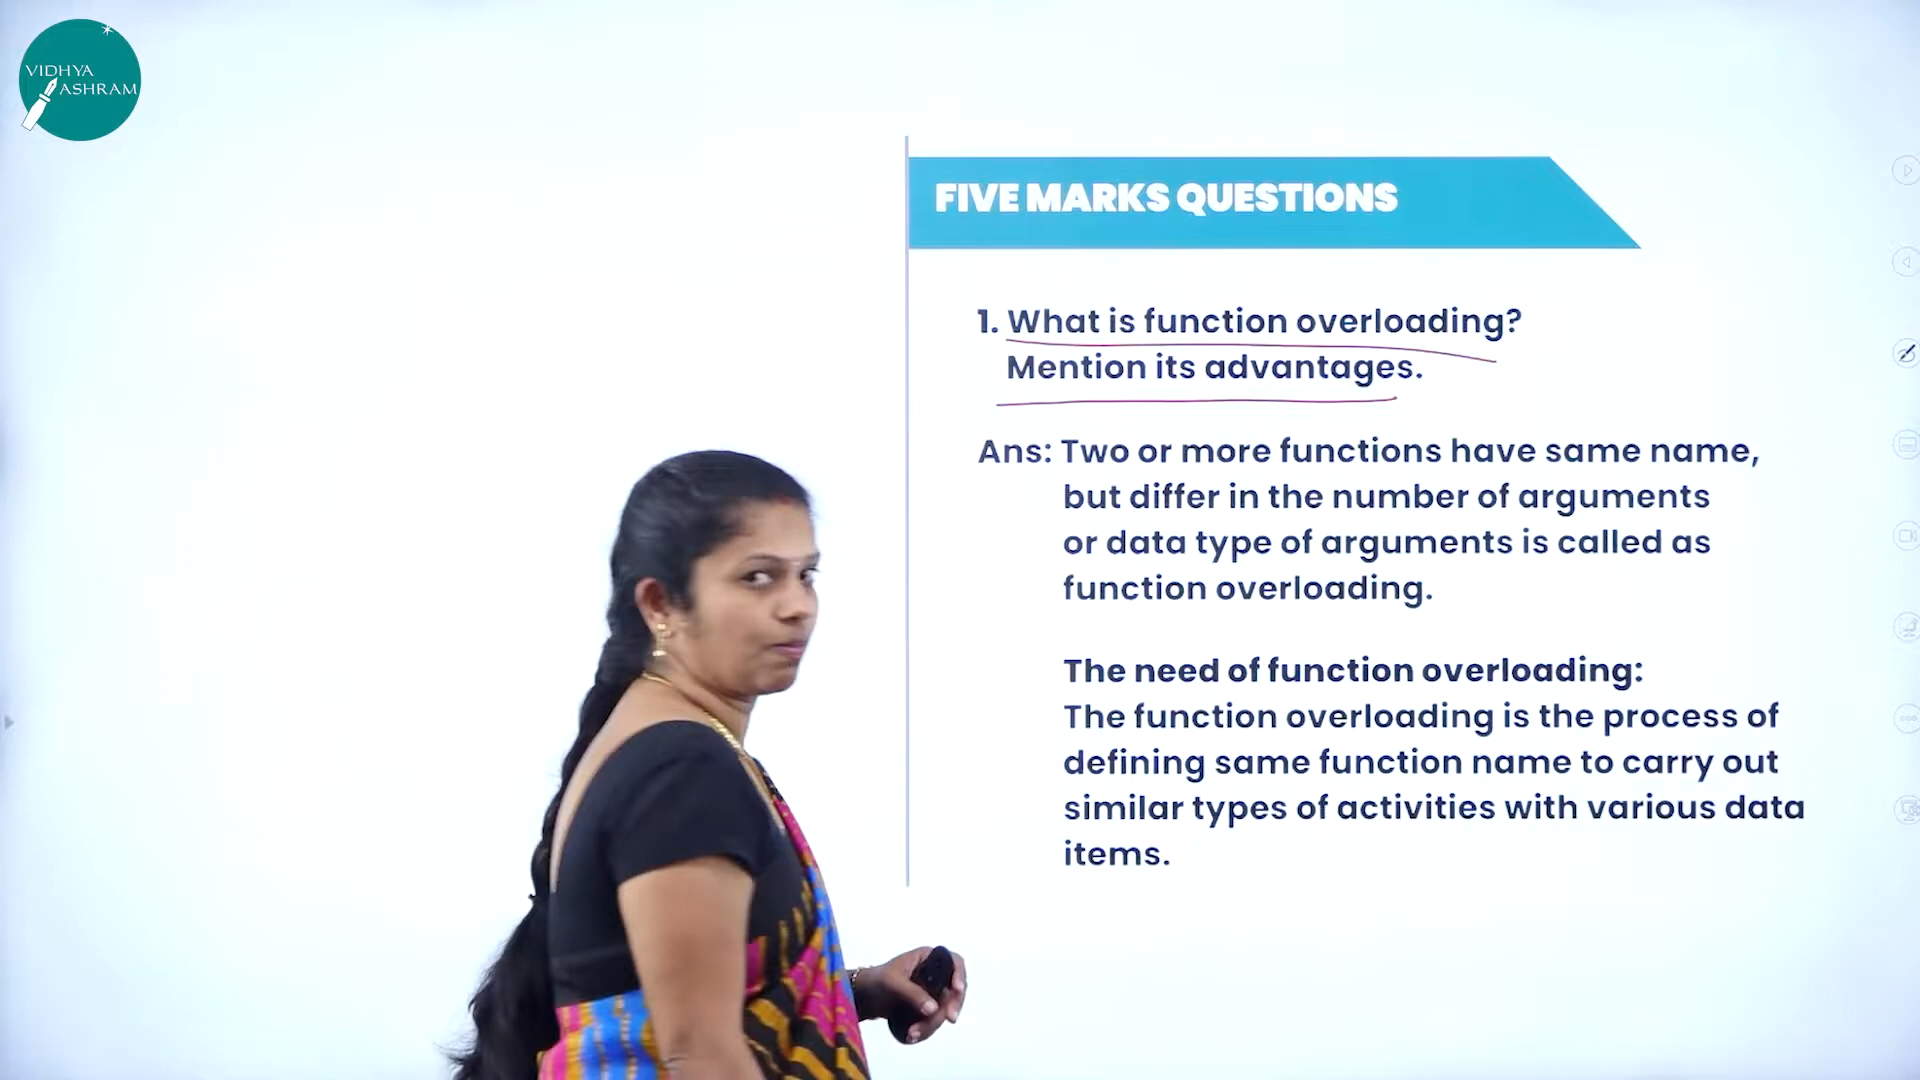 VIDHYA
ASHRAM
FIVE MARKS QUESTIONS
1. What is function overloading?
Mention its advantages.
Ans: Two or more functions have same name,
but differ in the number of arguments
or data type of arguments is called as
function overloading.
The need of function overloading:
The function overloading is the process of
defining same function name to carry out
similar types of activities with various data
items.